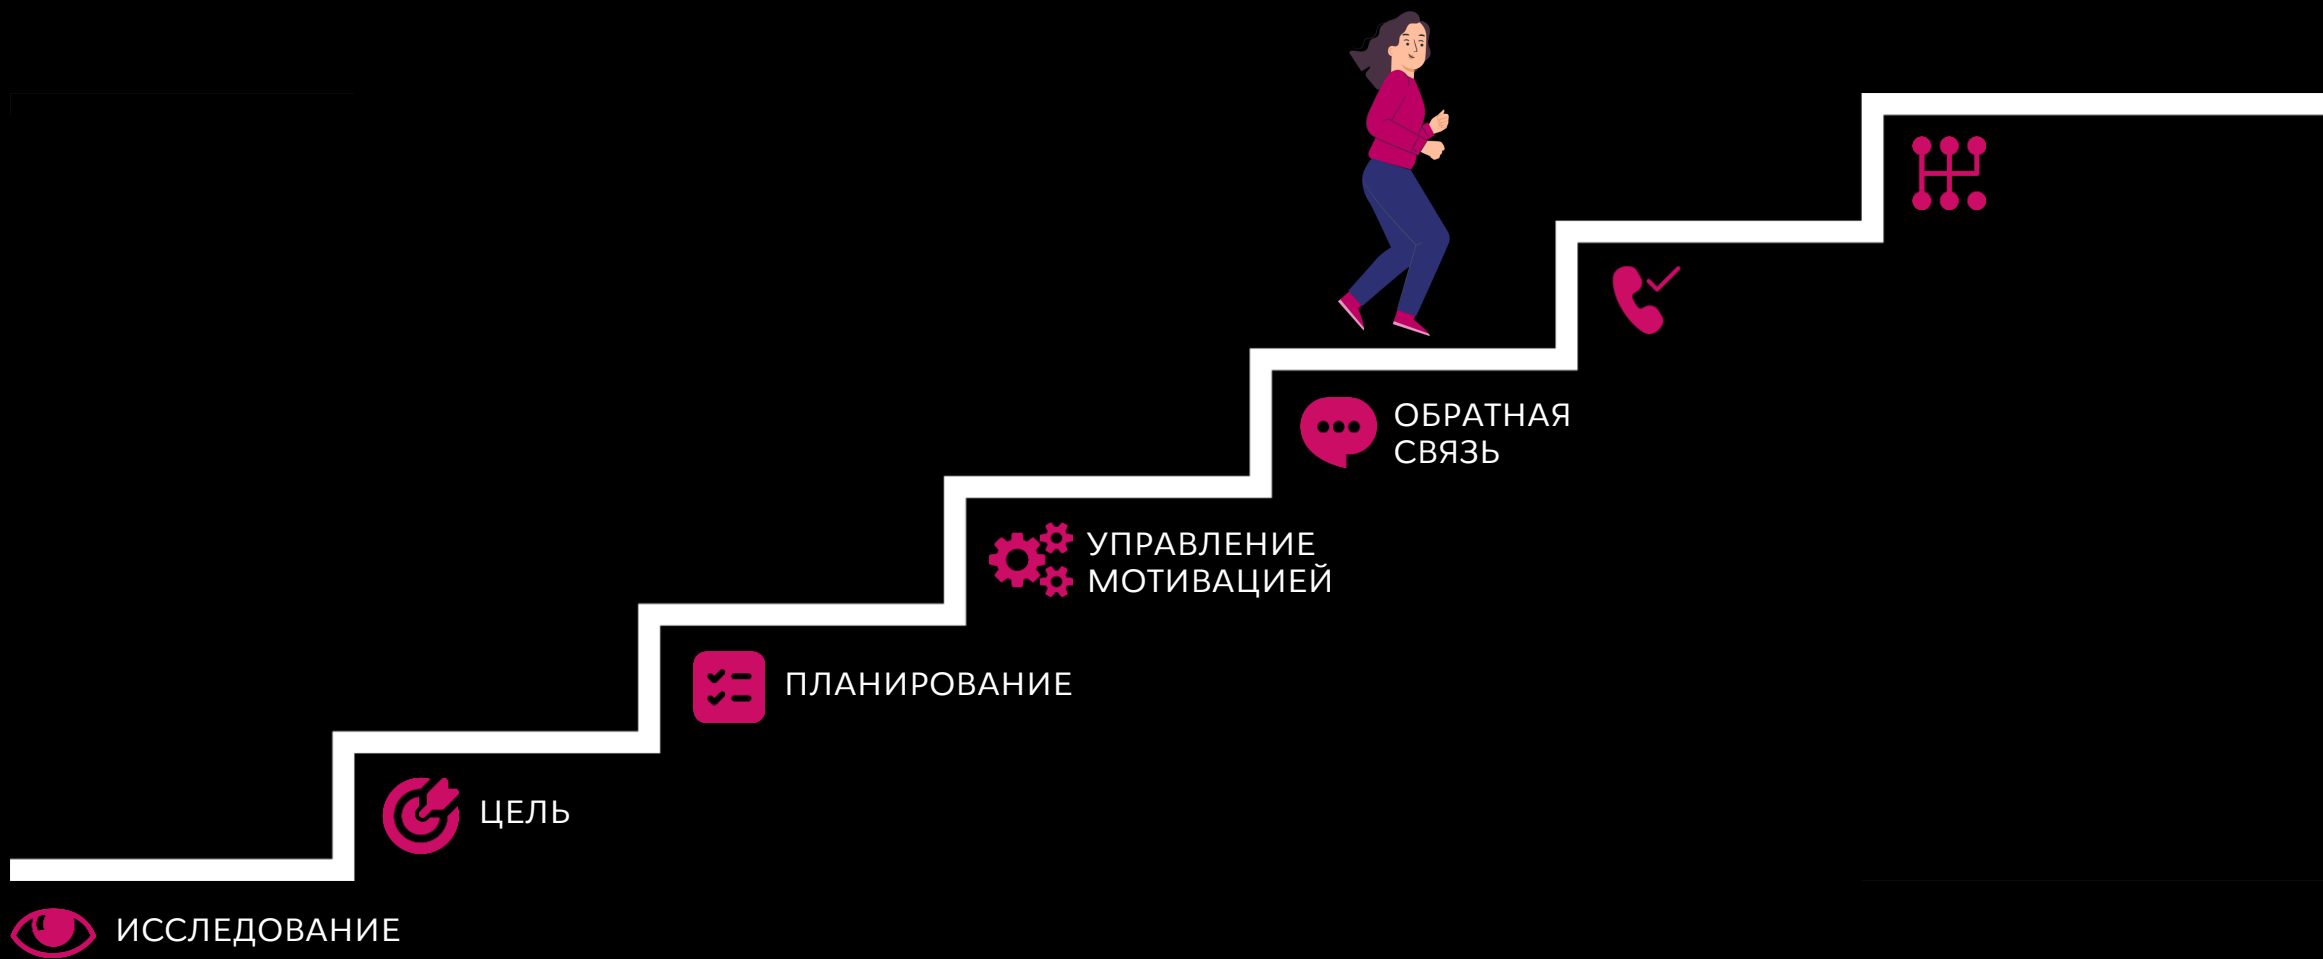 ОБРАТНАЯ
СВЯЗЬ
УПРАВЛЕНИЕ
МОТИВАЦИЕЙ
ПЛАНИРОВАНИЕ
ЦЕЛЬ
ИССЛЕДОВАНИЕ